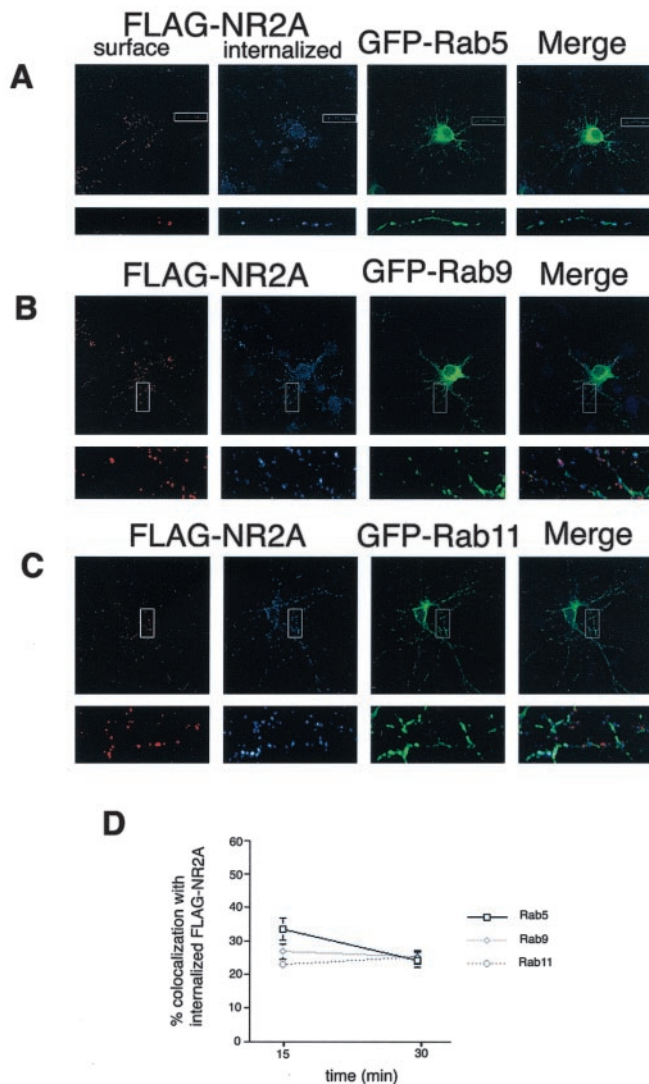 FLAG-NR2A GFP-Rab5 Merge
surface internalized
A
FLAG-NR2A GFP-Rab9 Merge
B
FLAG-NR2A GFP-Rab11 Merge
C
D
% colocalization with
internalized FLAG-NR2A
60
50
40
30
20
10
0
15 30
time (min)
Rab5
Rab9
Rab11